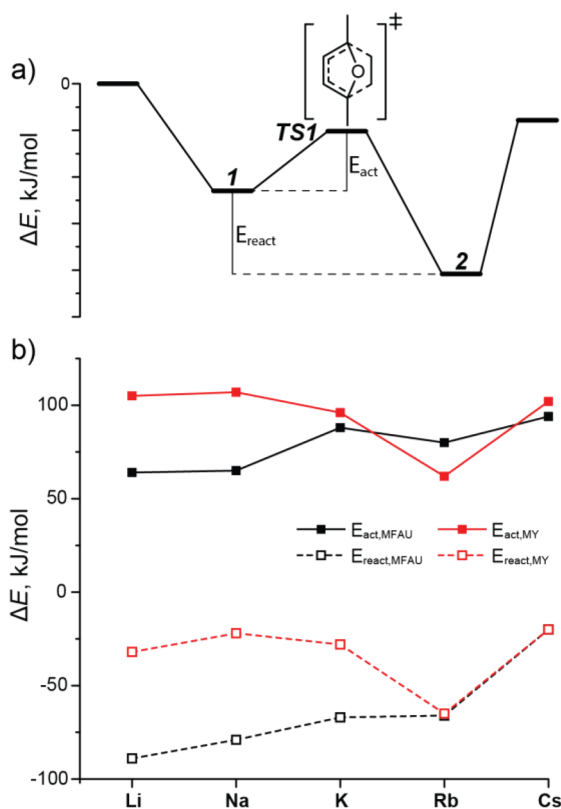 a)
‡
O
0
TS1
1
E_act
E_react
2
ΔE, kJ/mol
b)
100
50
0
-50
-100
ΔE, kJ/mol
E_act,MFAU E_act,MY
E_react,MFAU E_react,MY
Li Na K Rb Cs